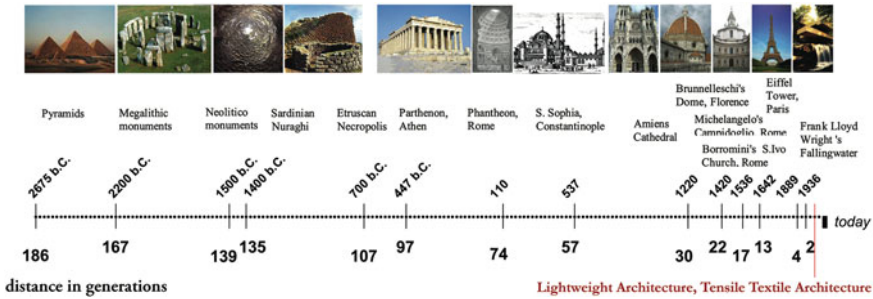 Pyramids
Megalithic
monuments
Neolitico
monuments
Sardinian
Nuraghi
Etruscan
Necropolis
Parthenon,
Athen
Phantheon,
Rome
S. Sophia,
Constantinople
Amiens
Cathedral
Brunnelleschi's
Dome, Florence
Michelangelo's
Campidoglio, Rome
Borromini's S.Ivo
Church. Rome
Eiffel
Tower,
Paris
Frank Lloyd
Wright 's
Fallingwater
2675 b.C.
2200 b.C.
1500 b.C.
1400 b.C.
700 b.C.
447 b.C.
110
537
1220
1420
1536
1642
1889
1936
today
186
167
139
135
107
97
74
57
30
22
17
13
4
2
distance in generations
Lightweight Architecture, Tensile Textile Architecture